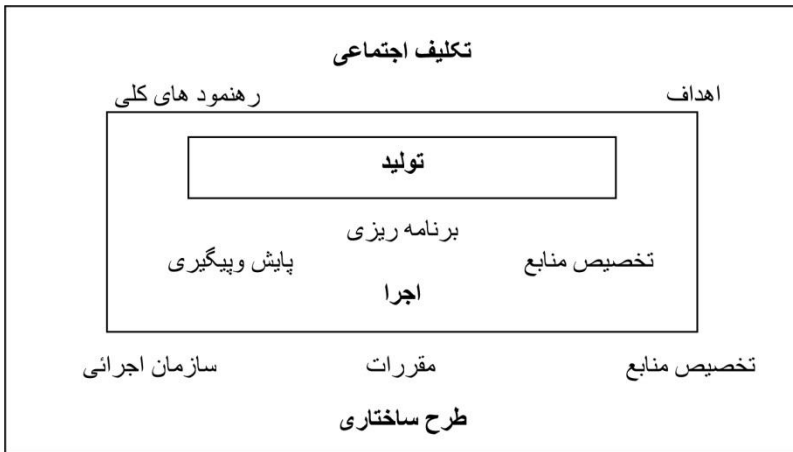 تکلیف اجتماعی
اهداف رهنمود های کلی
تولید
برنامه ریزی
تخصیص منابع پایش وپیگیری
اجرا
تخصیص منابع مقررات سازمان اجرائی
طرح ساختاری